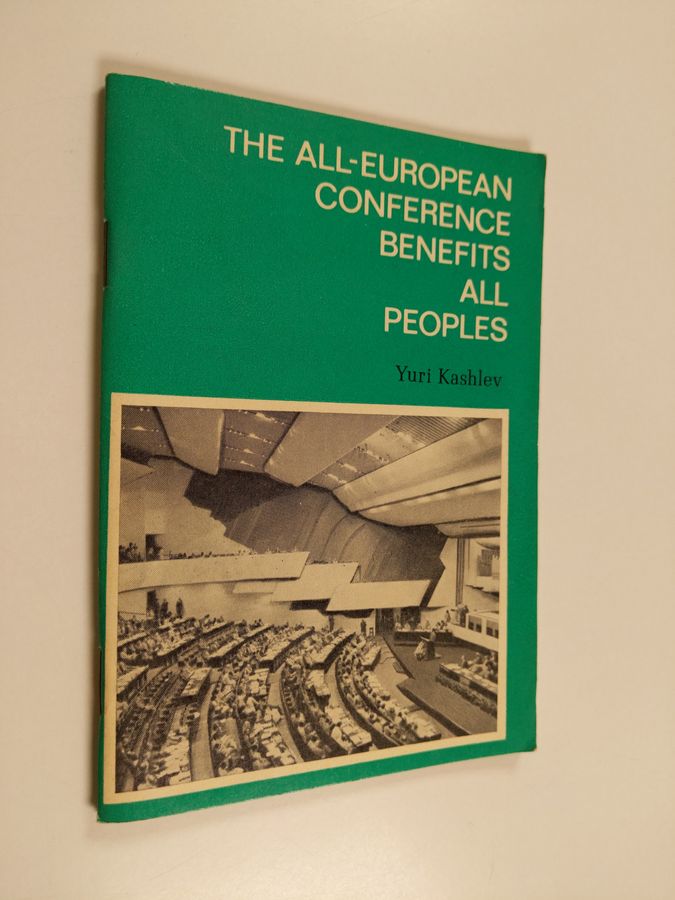 THE ALL-EUROPEAN
CONFERENCE
BENEFITS
ALL
PEOPLES
Yuri Kashlev